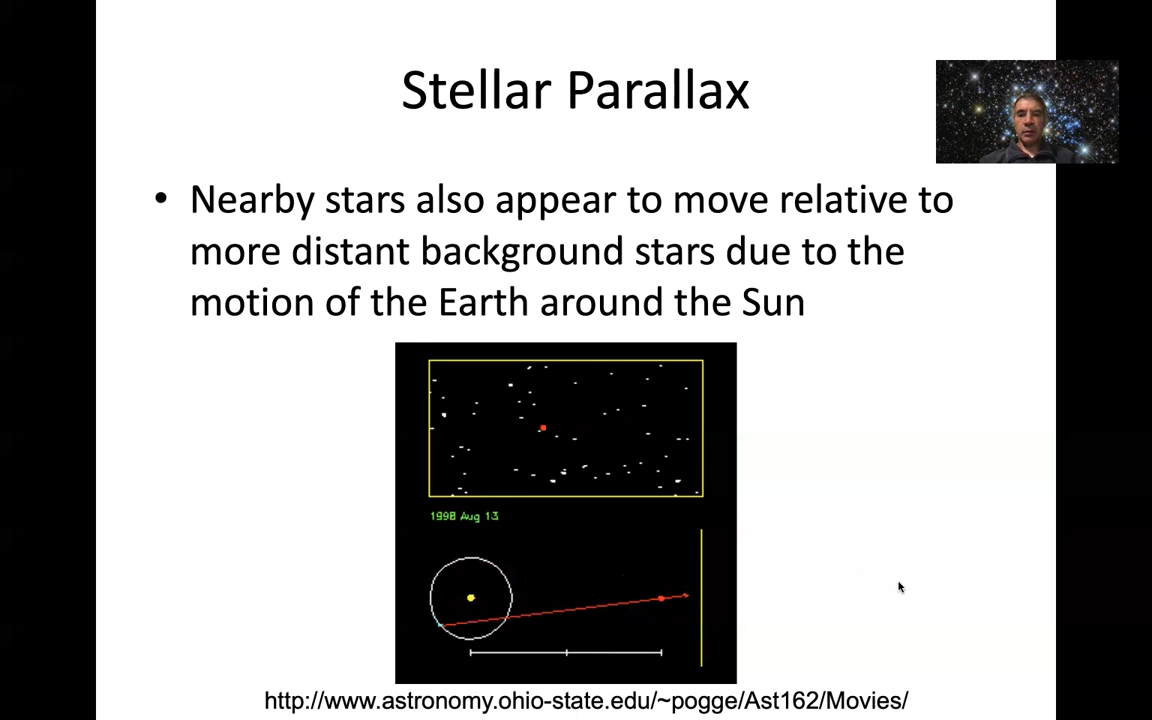 Stellar Parallax
• Nearby stars also appear to move relative to
more distant background stars due to the
motion of the Earth around the Sun
1998 Aug 13
http://www.astronomy.ohio-state.edu/~pogge/Ast162/Movies/